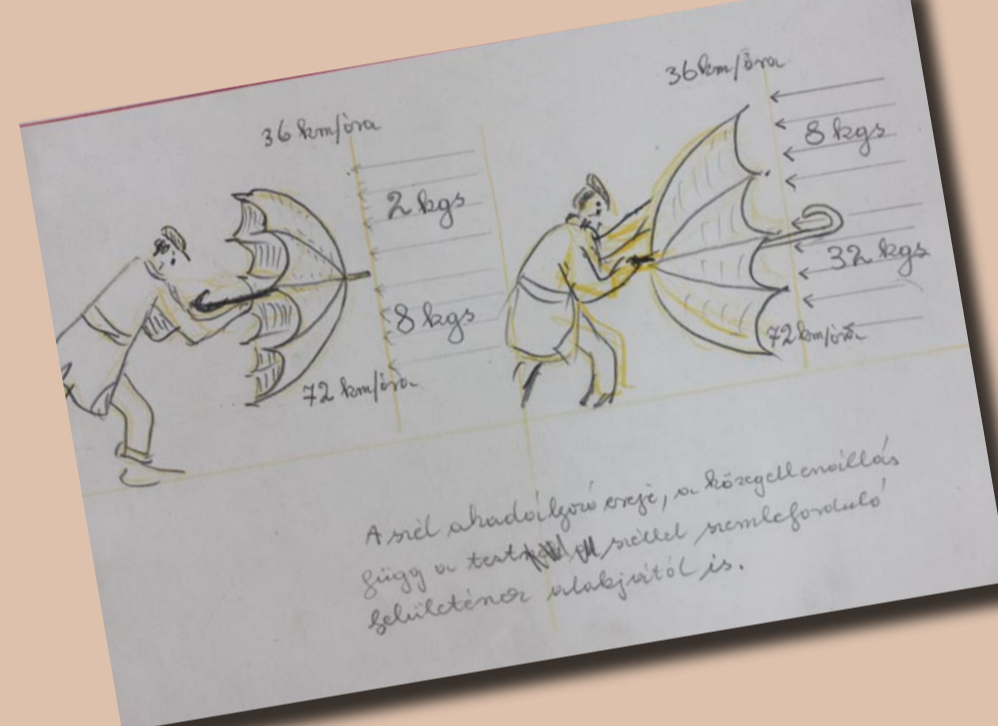 36 km/óra
2 kgs
8 kgs
72 km/óra
36 km/óra
8 kgs
32 kgs
72 km/óra
A szél akadályozó ereje, a közegellenállás
függ a test széllel szembeforduló
felületének alakjától is.